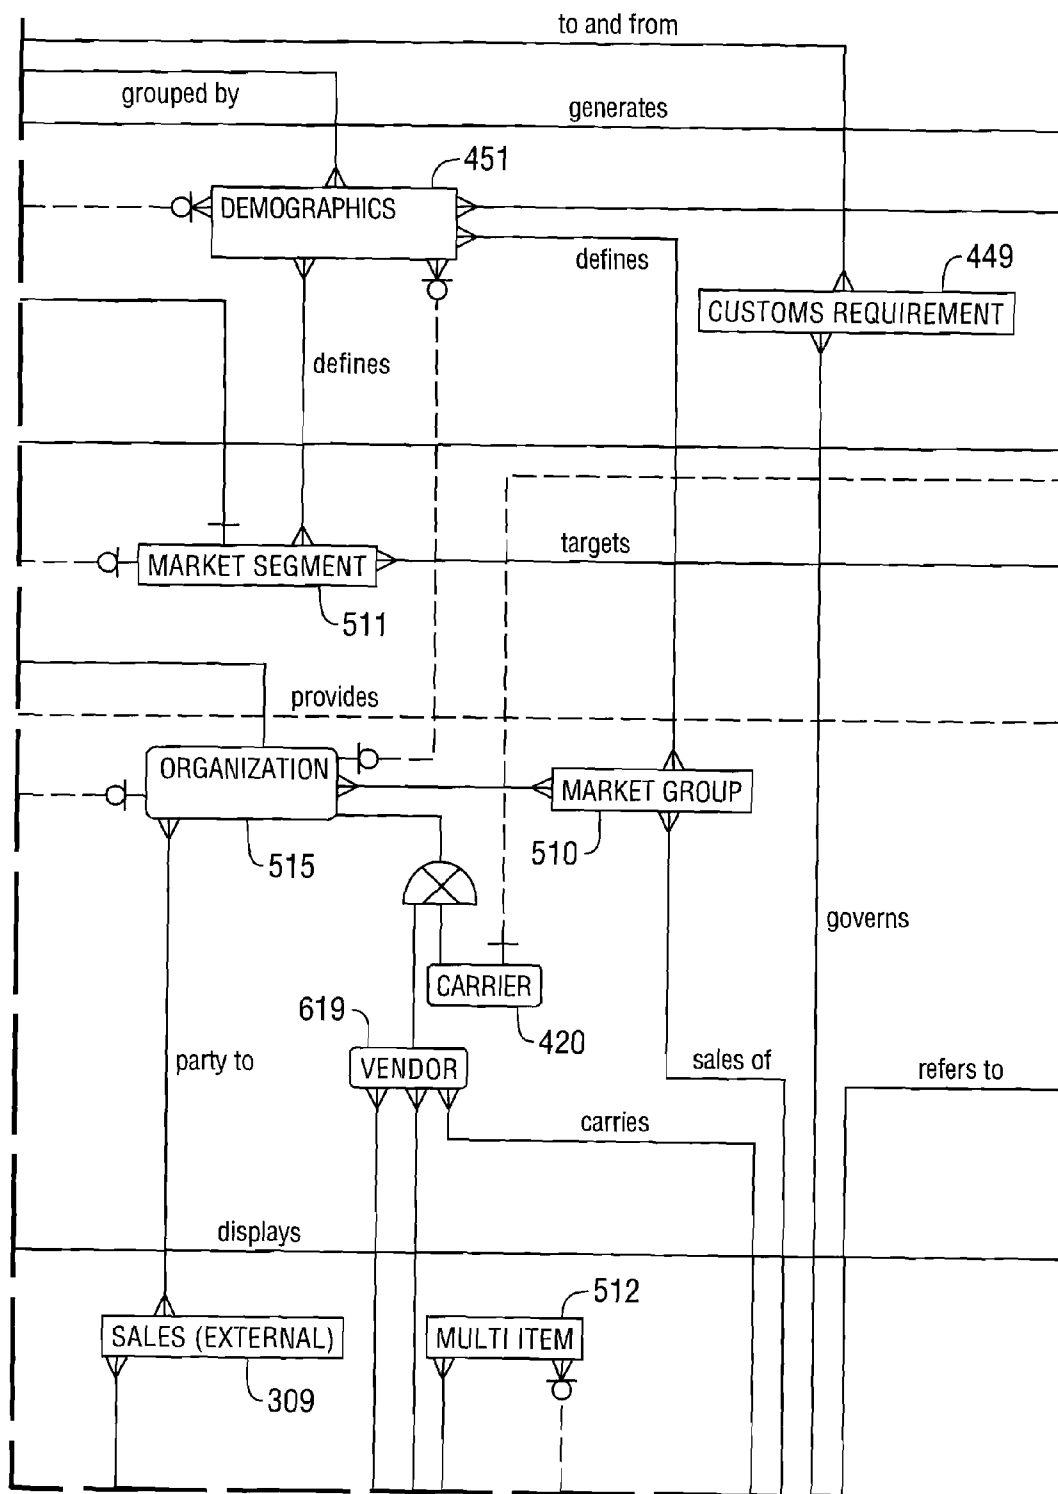 to and from
grouped by
generates
451
DEMOGRAPHICS
defines
449
CUSTOMS REQUIREMENT
defines
targets
MARKET SEGMENT
511
provides
ORGANIZATION
MARKET GROUP
515
510
governs
CARRIER
619
420
party to
VENDOR
sales of
refers to
carries
displays
512
SALES (EXTERNAL)
MULTI ITEM
309